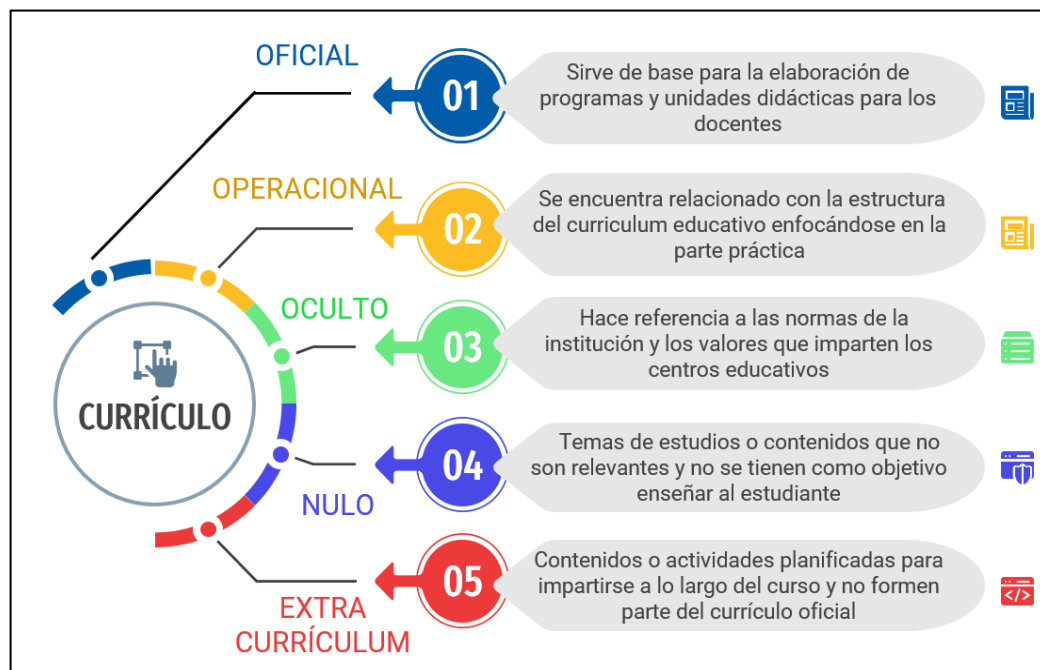 OFICIAL
01
Sirve de base para la elaboración de
programas y unidades didácticas para los
docentes
OPERACIONAL
02
Se encuentra relacionado con la estructura
del curriculum educativo enfocándose en la
parte práctica
OCULTO
03
Hace referencia a las normas de la
institución y los valores que imparten los
centros educativos
CURRÍCULO
NULO
04
Temas de estudios o contenidos que no
son relevantes y no se tienen como objetivo
enseñar al estudiante
EXTRA
CURRÍCULUM
05
Contenidos o actividades planificadas para
impartirse a lo largo del curso y no formen
parte del currículo oficial